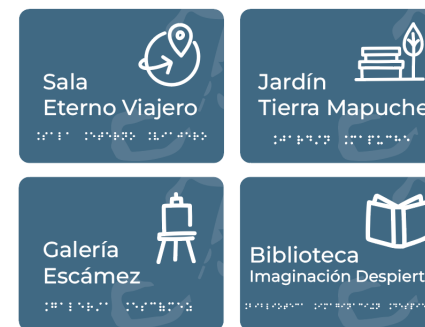 Sala
Eterno Viajero
Jardín
Tierra Mapuche
Galería
Escámez
Biblioteca
Imaginación Despiert